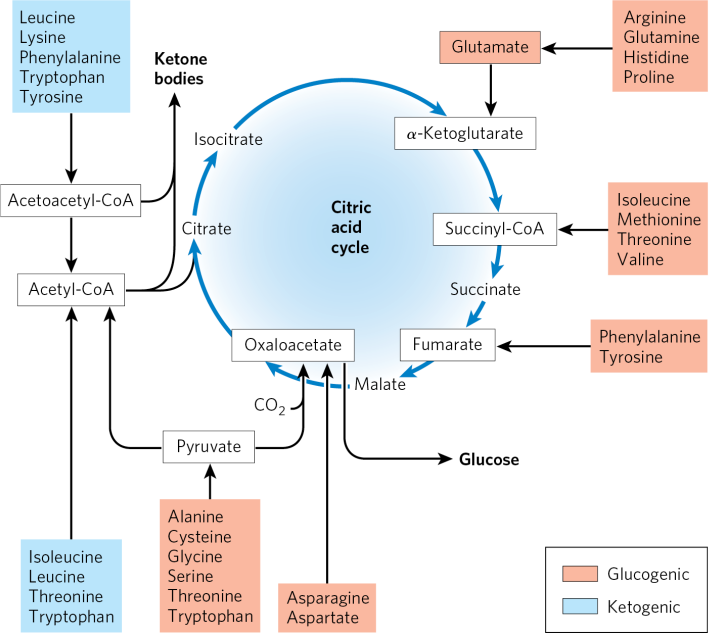 Leucine
Lysine
Phenylalanine
Tryptophan
Tyrosine
Ketone
bodies
Glutamate
Arginine
Glutamine
Histidine
Proline
Isocitrate
α-Ketoglutarate
Acetoacetyl-CoA
Citrate
Citric
acid
cycle
Succinyl-CoA
Isoleucine
Methionine
Threonine
Valine
Acetyl-CoA
Succinate
Oxaloacetate
Fumarate
Phenylalanine
Tyrosine
Malate
CO₂
Pyruvate
Glucose
Isoleucine
Leucine
Threonine
Tryptophan
Alanine
Cysteine
Glycine
Serine
Threonine
Tryptophan
Asparagine
Aspartate
Glucogenic
Ketogenic